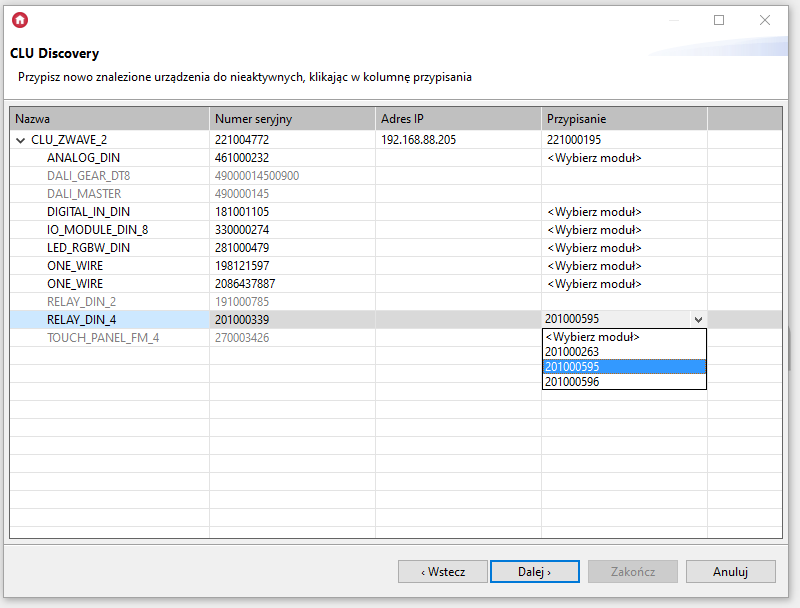 CLU Discovery
Przypisz nowo znalezione urządzenia do nieaktywnych, klikając w kolumnę przypisania
Nazwa Numer seryjny Adres IP Przypisanie
CLU_ZWAVE_2 221004772 192.168.88.205 221000195
ANALOG_DIN 461000232 <Wybierz moduł>
DALI_GEAR_DT8 49000014500900
DALI_MASTER 490000145
DIGITAL_IN_DIN 181001105 <Wybierz moduł>
IO_MODULE_DIN_8 330000274 <Wybierz moduł>
LED_RGBW_DIN 281000479 <Wybierz moduł>
ONE_WIRE 198121597 <Wybierz moduł>
ONE_WIRE 2086437887 <Wybierz moduł>
RELAY_DIN_2 191000785
RELAY_DIN_4 201000339 201000595
TOUCH_PANEL_FM_4 270003426 <Wybierz moduł>
201000263
201000595
201000596
‹ Wstecz Dalej › Zakończ Anuluj